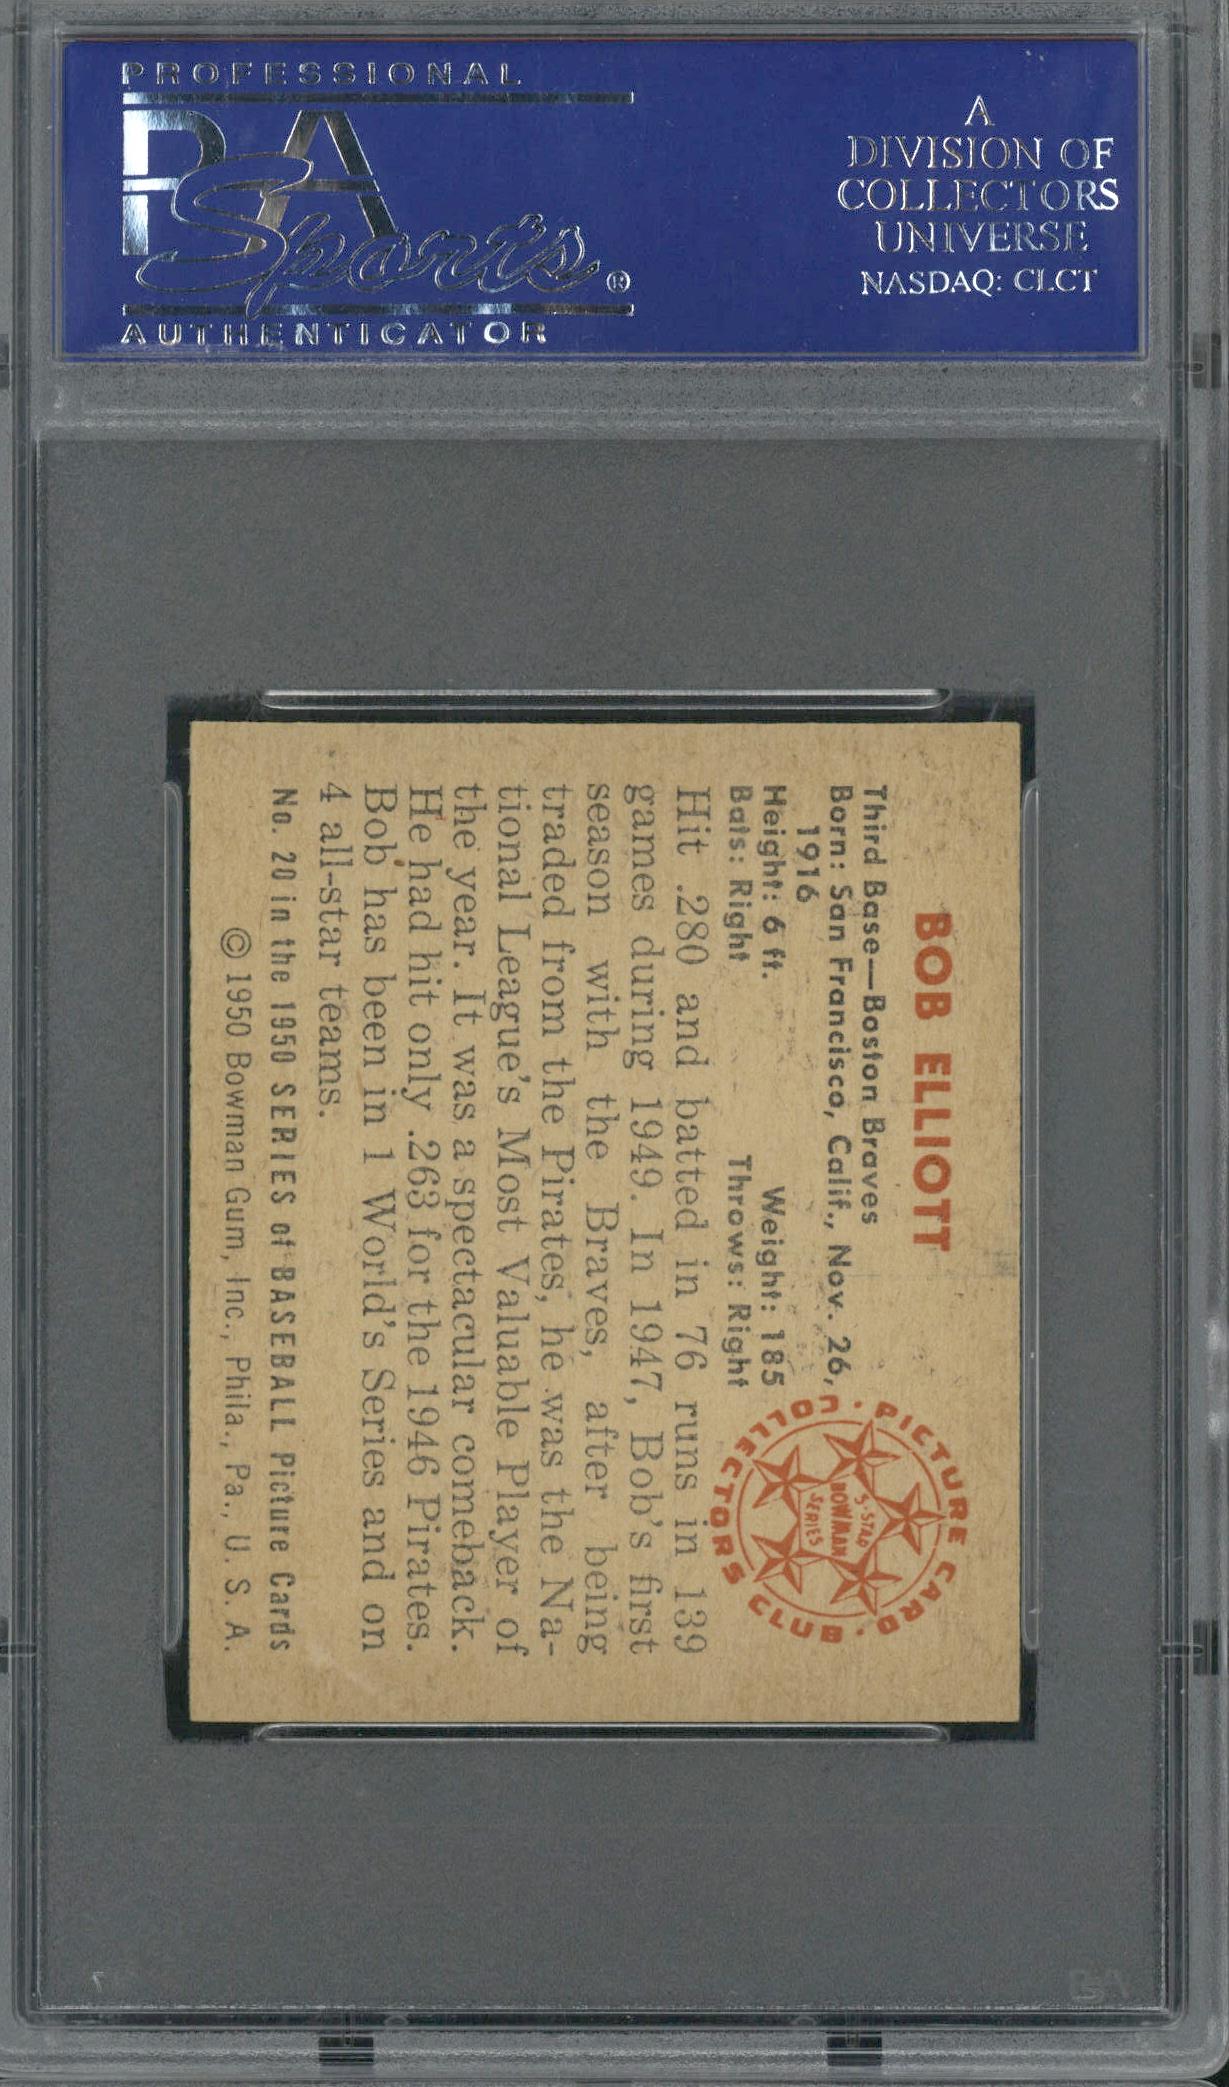 PROFESSIONAL
PSA
Sports®
AUTHENTICATOR
A
DIVISION OF
COLLECTORS
UNIVERSE
NASDAQ: CLCT
BOB ELLIOTT
Third Base—Boston Braves
Born: San Francisco, Calif., Nov. 26,
1916
Height: 6 ft. Weight: 185
Bats: Right Throws: Right
PICTURE CARD · CLUB · COLLECTORS ·
5-STAR
BOWMAN
SERIES
Hit .280 and batted in 76 runs in 139
games during 1949. In 1947, Bob's first
season with the Braves, after being
traded from the Pirates, he was the Na-
tional League's Most Valuable Player of
the year. It was a spectacular comeback.
He had hit only .263 for the 1946 Pirates.
Bob has been in 1 World's Series and on
4 all-star teams.
No. 20 in the 1950 SERIES of BASEBALL Picture Cards
© 1950 Bowman Gum, Inc., Phila., Pa., U. S. A.
PSA